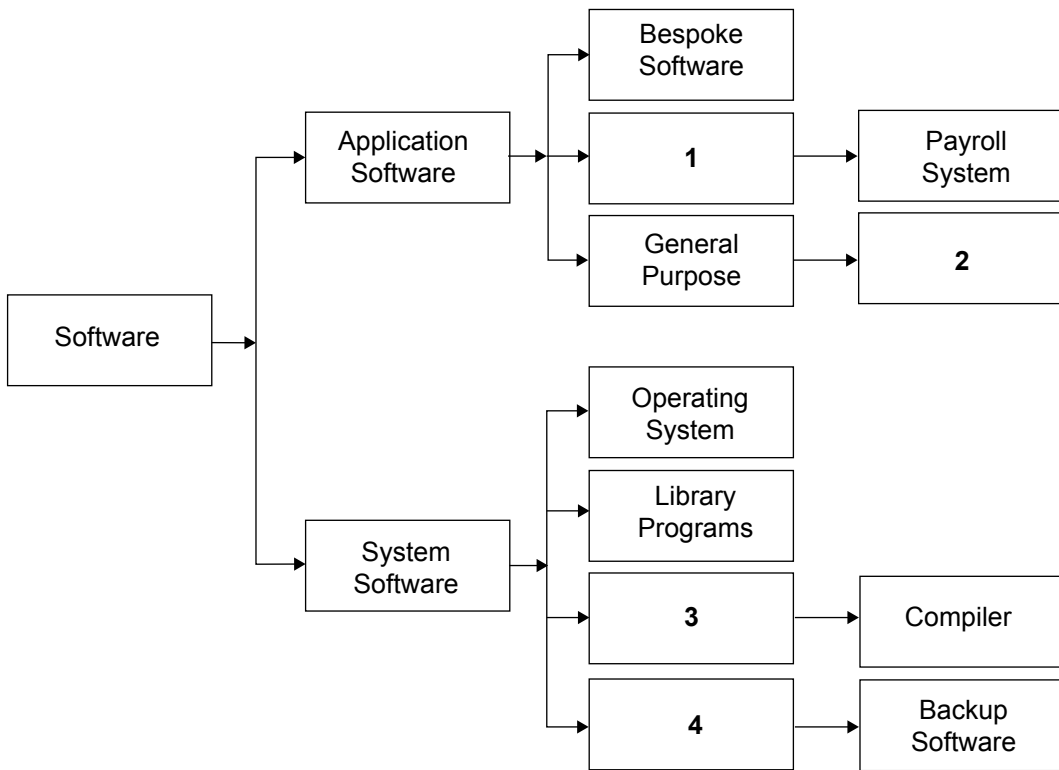 Bespoke
Software
Application
Software
1
Payroll
System
General
Purpose
2
Software
Operating
System
Library
Programs
System
Software
3
Compiler
4
Backup
Software